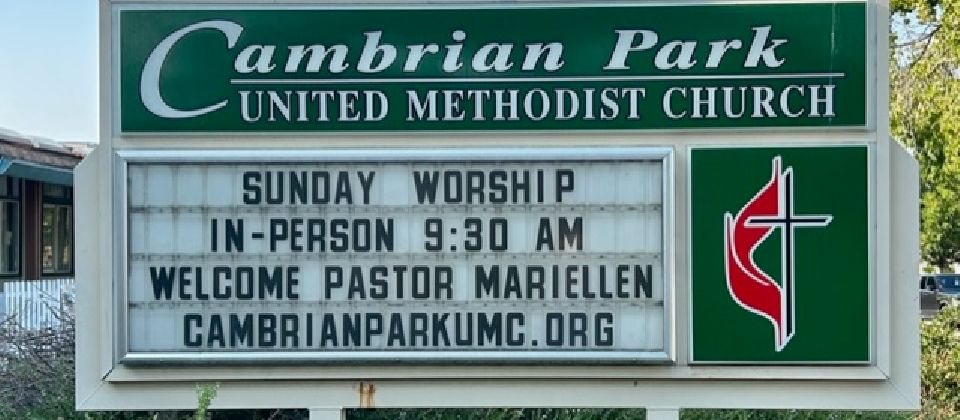 Cambrian Park
UNITED METHODIST CHURCH
SUNDAY WORSHIP
IN-PERSON 9:30 AM
WELCOME PASTOR MARIELLEN
CAMBRIANPARKUMC.ORG